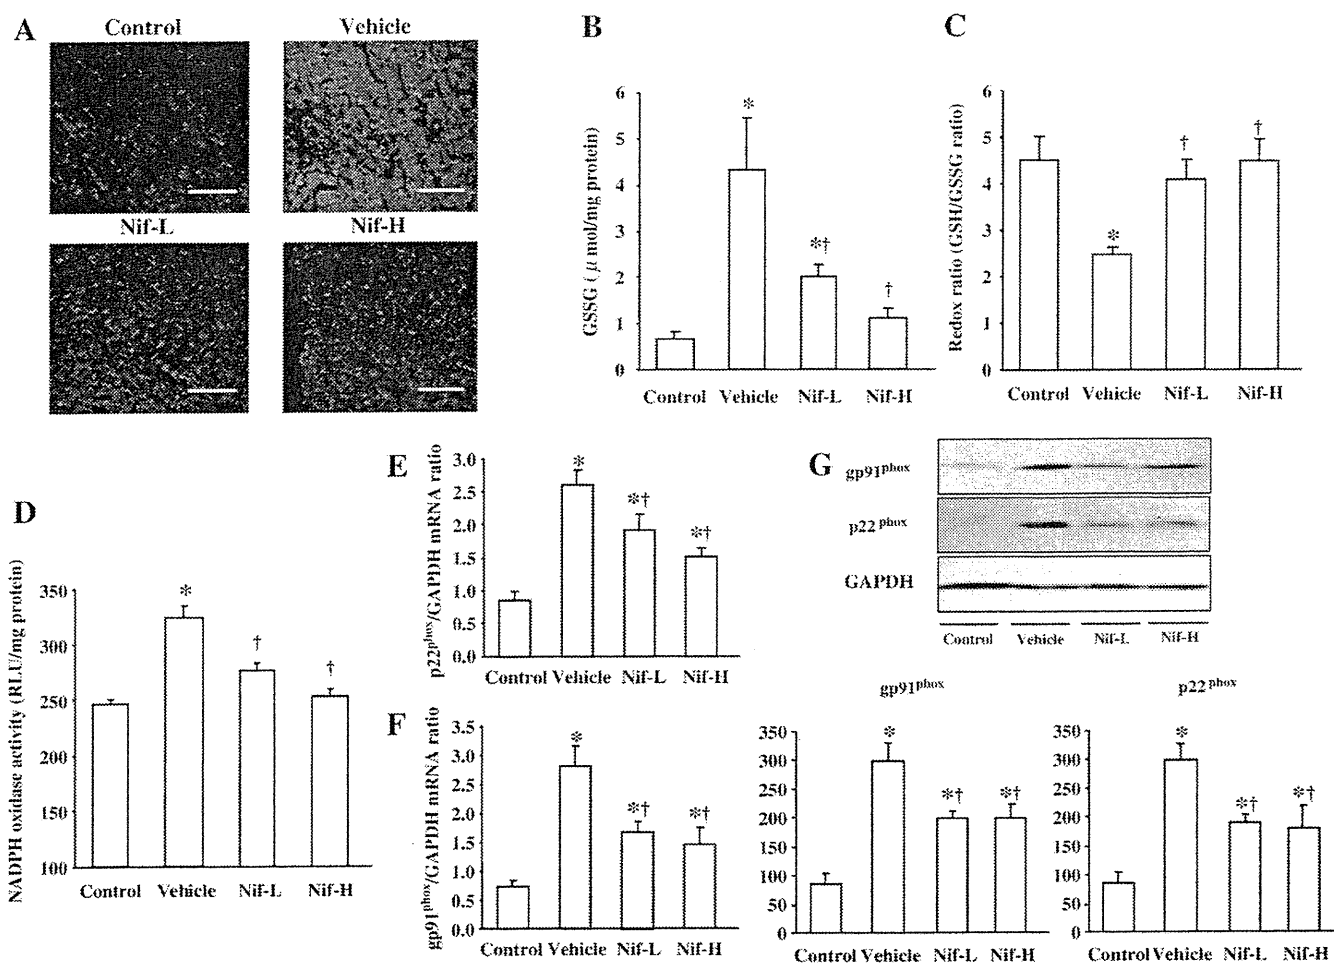 A
Control
Vehicle
Nif-L
Nif-H
B
GSSG ( μ mol/mg protein)
6
5
4
3
2
1
0
*
*†
†
Control Vehicle Nif-L Nif-H
C
Redox ratio (GSH/GSSG ratio)
6
5
4
3
2
1
0
*
†
†
Control Vehicle Nif-L Nif-H
D
NADPH oxidase activity (RLU/mg protein)
350
300
250
200
150
100
*
†
†
Control Vehicle Nif-L Nif-H
E
p22phox/GAPDH mRNA ratio
3.0
2.5
2.0
1.5
1.0
0.5
0.0
*
*†
*†
Control Vehicle Nif-L Nif-H
F
gp91phox/GAPDH mRNA ratio
3.5
3.0
2.5
2.0
1.5
1.0
0.5
0.0
*
*†
*†
Control Vehicle Nif-L Nif-H
G
gp91phox
p22phox
GAPDH
Control Vehicle Nif-L Nif-H
gp91phox
350
300
250
200
150
100
50
0
*
*†
*†
Control Vehicle Nif-L Nif-H
p22phox
350
300
250
200
150
100
50
0
*
*†
*†
Control Vehicle Nif-L Nif-H